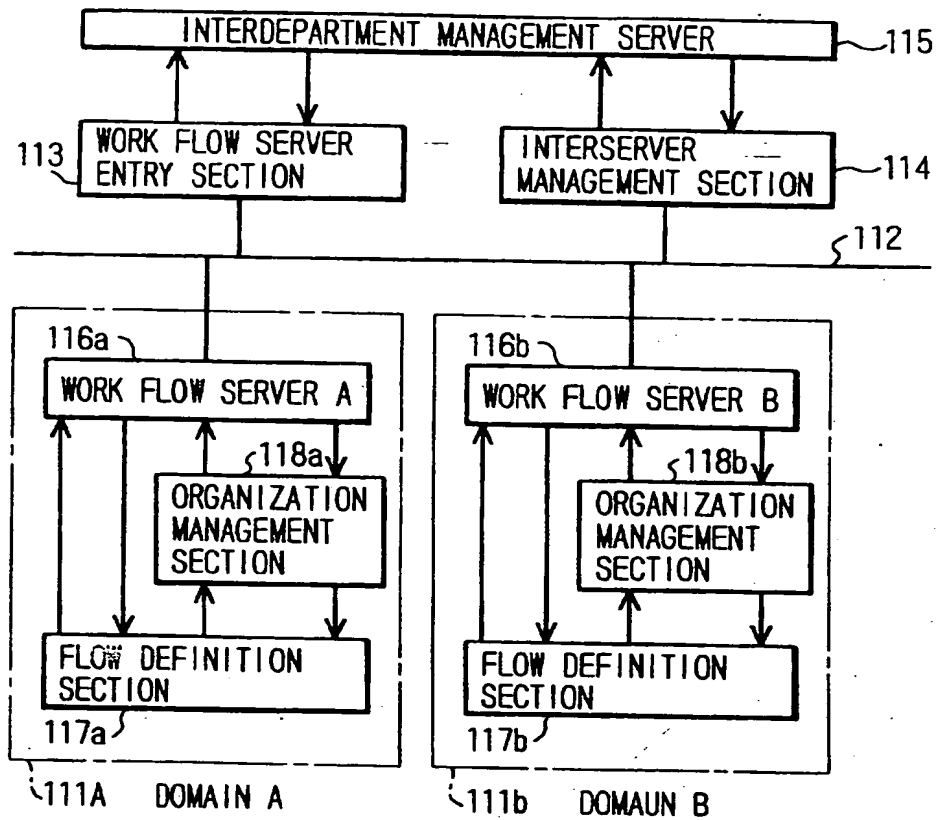 INTERDEPARTMENT MANAGEMENT SERVER
115
113
WORK FLOW SERVER
ENTRY SECTION
INTERSERVER
MANAGEMENT SECTION
114
112
116a
WORK FLOW SERVER A
118a
ORGANIZATION
MANAGEMENT
SECTION
FLOW DEFINITION
SECTION
117a
111A
DOMAIN A
116b
WORK FLOW SERVER B
118b
ORGANIZATION
MANAGEMENT
SECTION
FLOW DEFINITION
SECTION
117b
111b
DOMAUN B